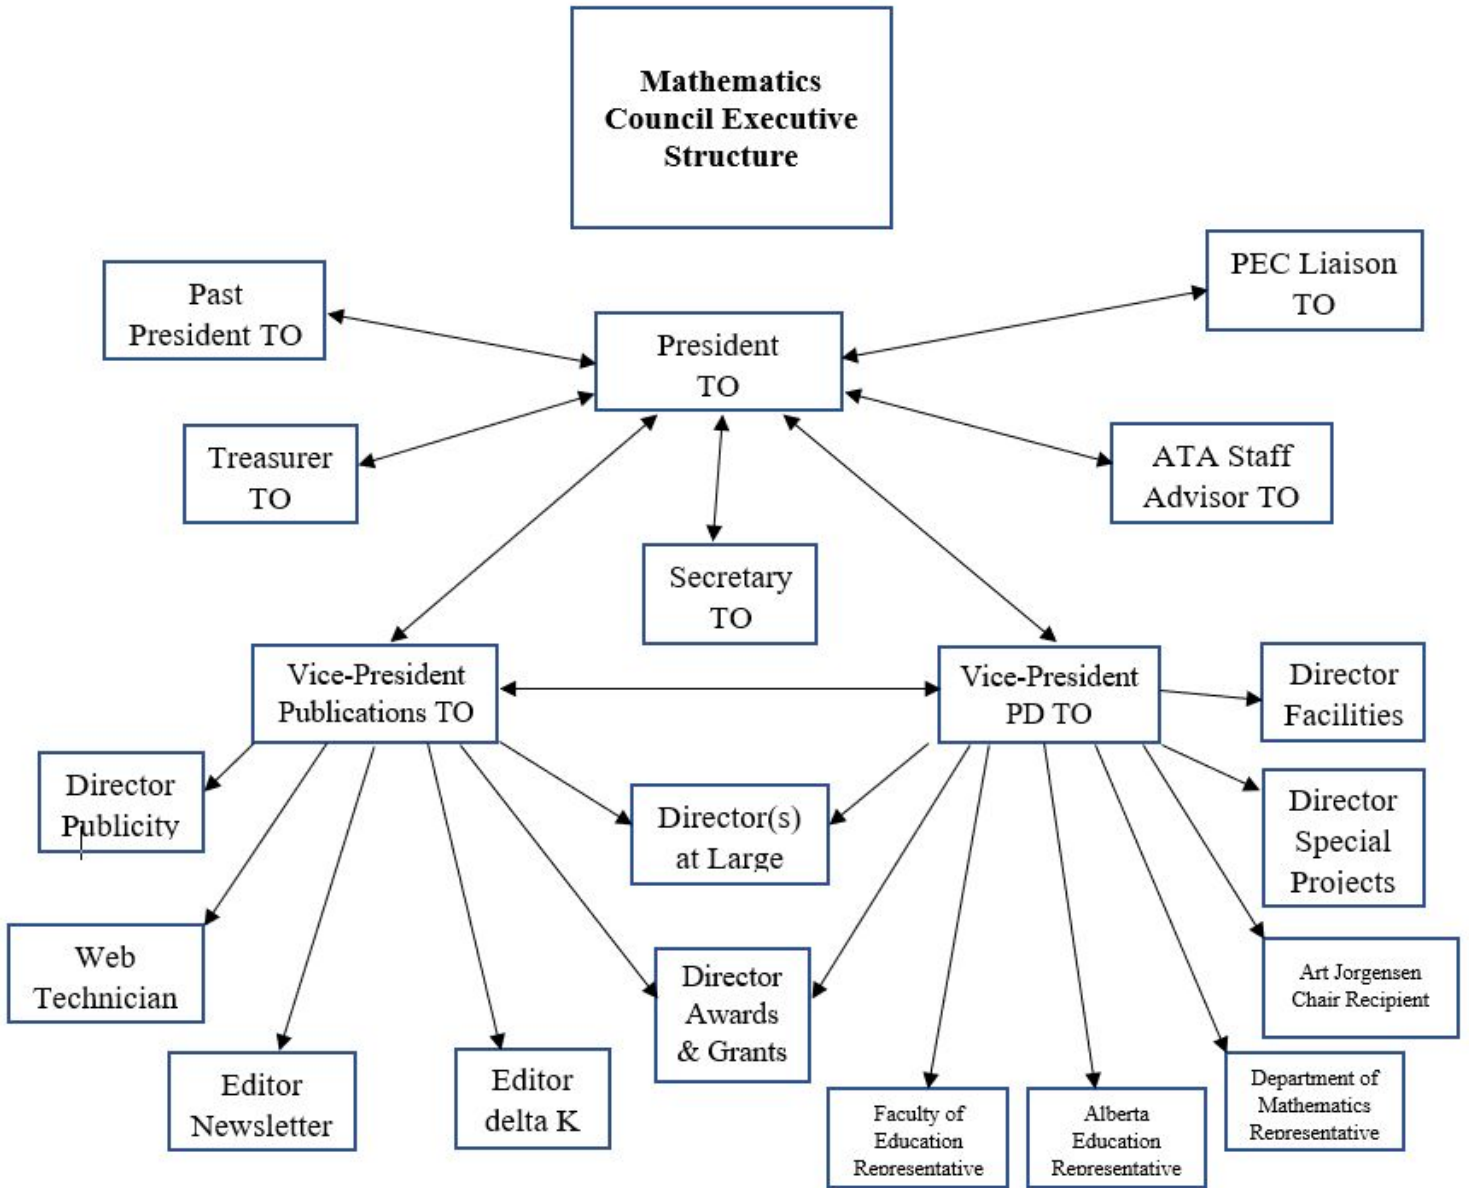 Mathematics
Council Executive
Structure
PEC Liaison
TO
Past
President TO
President
TO
Treasurer
TO
ATA Staff
Advisor TO
Secretary
TO
Vice-President
Publications TO
Vice-President
PD TO
Director
Facilities
Director
Publicity
Director(s)
at Large
Director
Special
Projects
Web
Technician
Director
Awards
& Grants
Art Jorgensen
Chair Recipient
Editor
Newsletter
Editor
delta K
Faculty of
Education
Representative
Alberta
Education
Representative
Department of
Mathematics
Representative